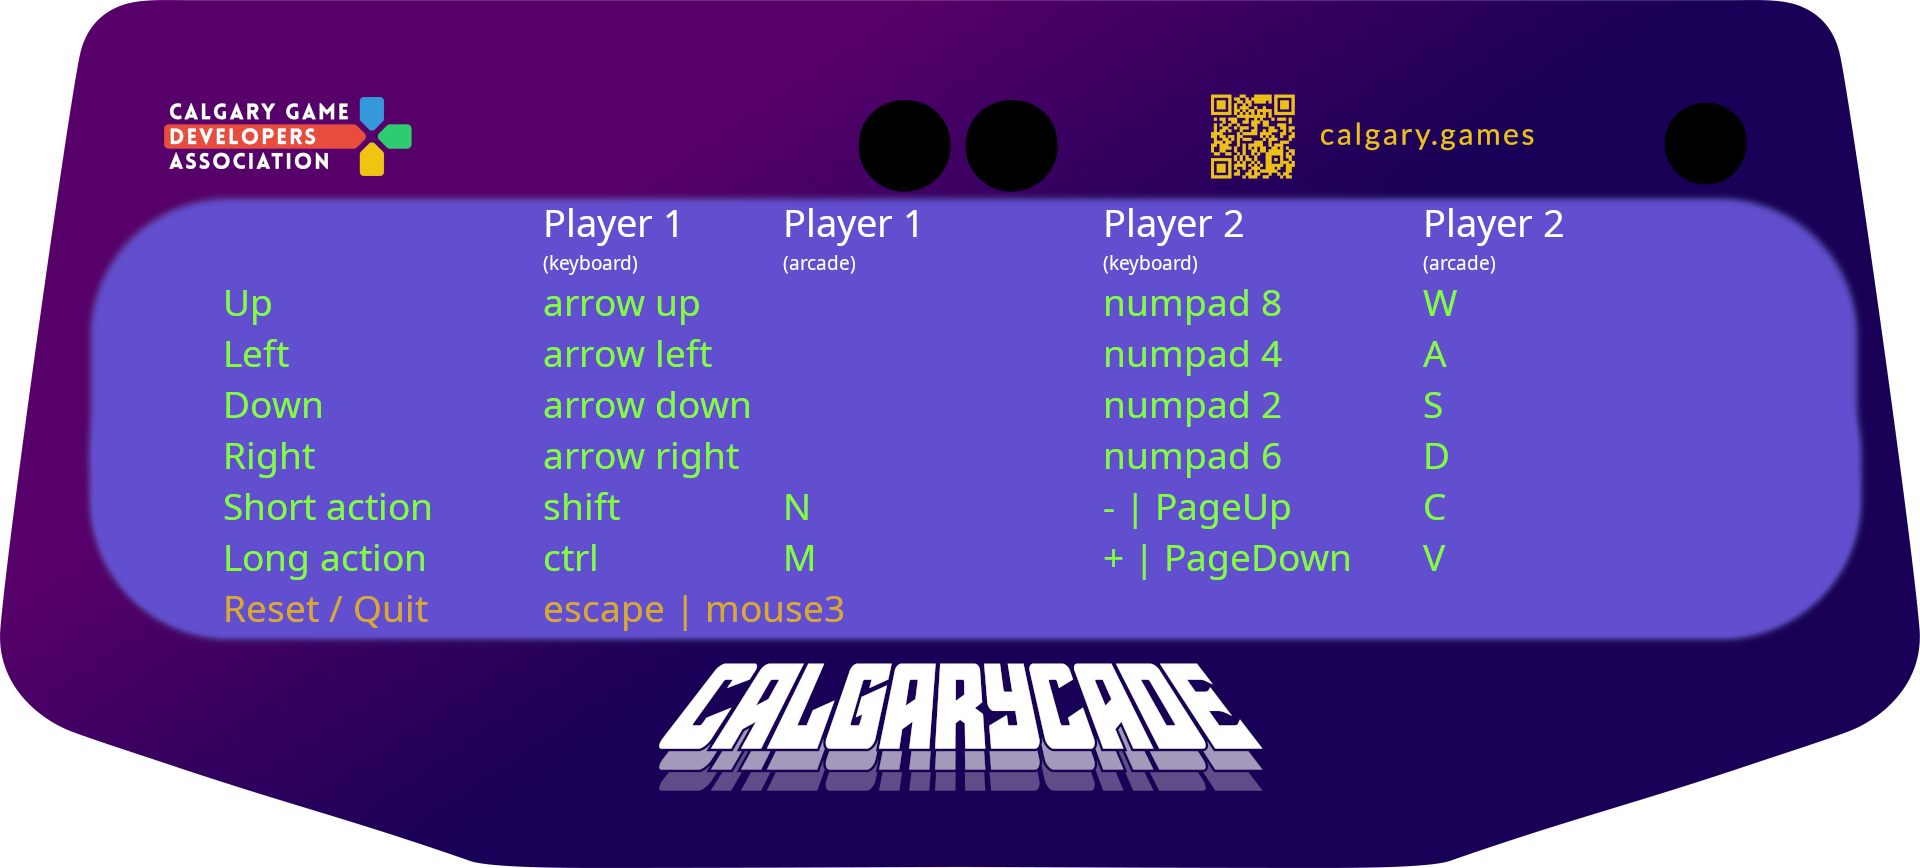 CALGARY GAME
DEVELOPERS
ASSOCIATION
calgary.games
Player 1 Player 1 Player 2 Player 2
(keyboard) (arcade) (keyboard) (arcade)
Up arrow up numpad 8 W
Left arrow left numpad 4 A
Down arrow down numpad 2 S
Right arrow right numpad 6 D
Short action shift N - | PageUp C
Long action ctrl M + | PageDown V
Reset / Quit escape | mouse3
CALGARYCADE